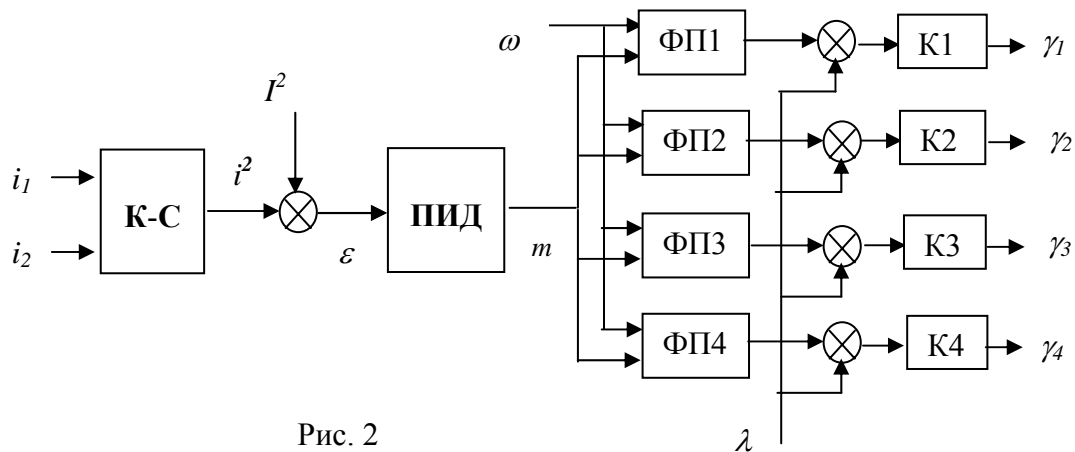 ω
ФП1
К1
γ1
I²
ФП2
К2
γ2
i1
К-С
i²
ПИД
i2
ε
m
ФП3
К3
γ3
ФП4
К4
γ4
Рис. 2
λ